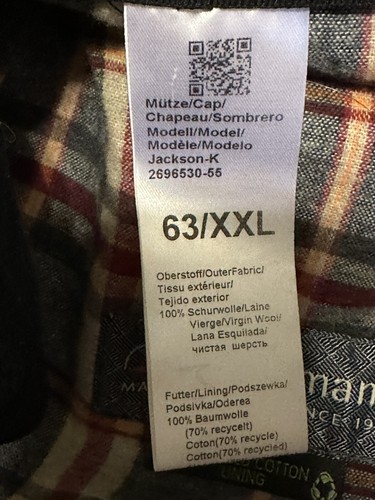 Mütze/Cap/
Chapeau/Sombrero
Modell/Model/
Modèle/Modelo
Jackson-K
2696530-55
63/XXL
Oberstoff/OuterFabric/
Tissu extérieur/
Tejido exterior
100% Schurwolle/Laine
Vierge/Virgin Wool/
Lana Esquilada/
чистая шерсть
Futter/Lining/Podszewka/
Podsivka/Oderea
100% Baumwolle
(70% recycelt)
Coton(70% recycle)
Cotton(70% recycled)
COTTON
LINING